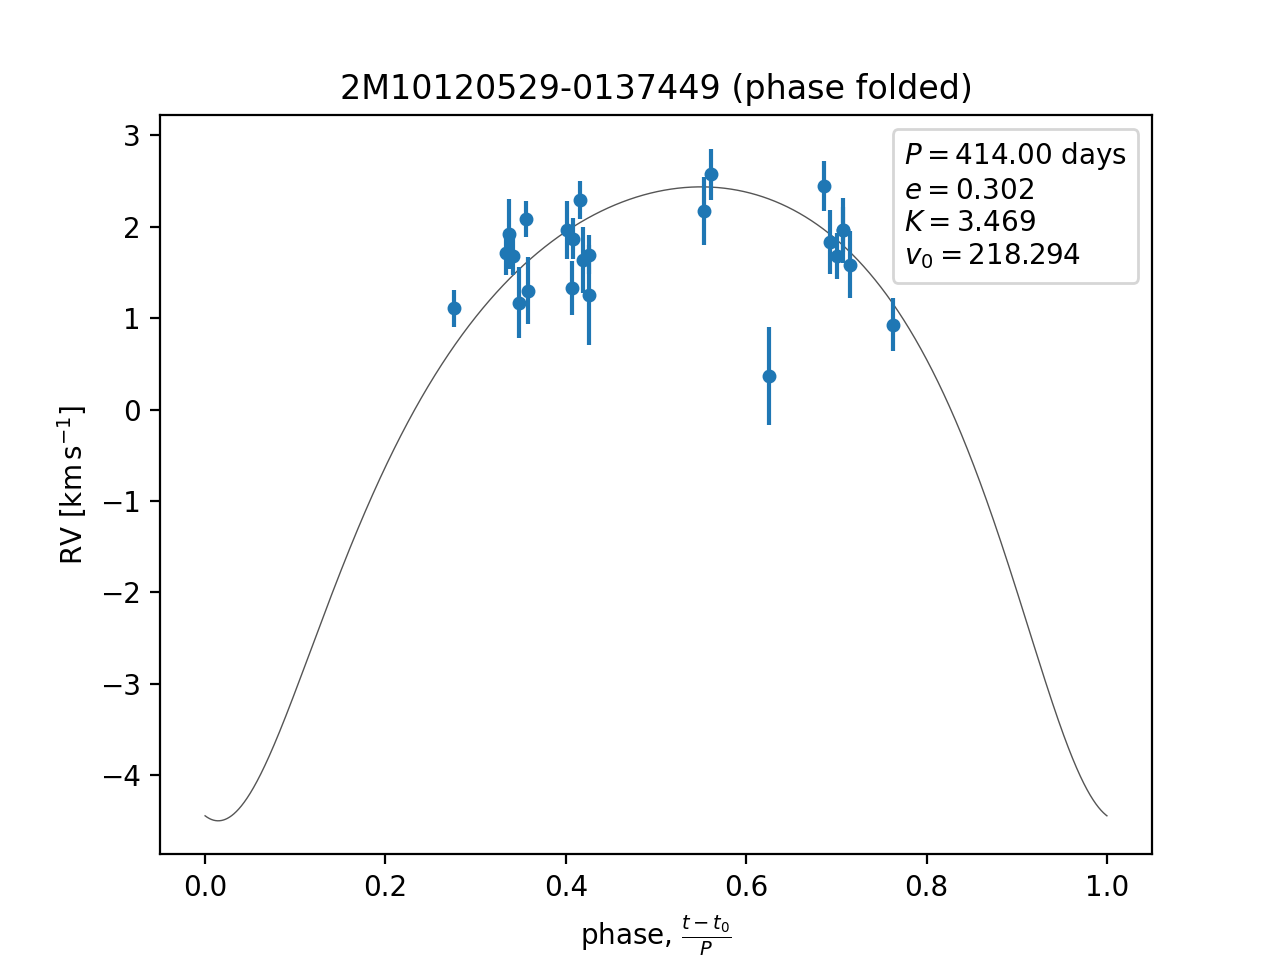 2M10120529-0137449 (phase folded)
P = 414.00 days
e = 0.302
K = 3.469
v₀ = 218.294
3
2
1
0
−1
−2
−3
−4
RV [km s⁻¹]
0.0 0.2 0.4 0.6 0.8 1.0
phase, (t − t₀)/P